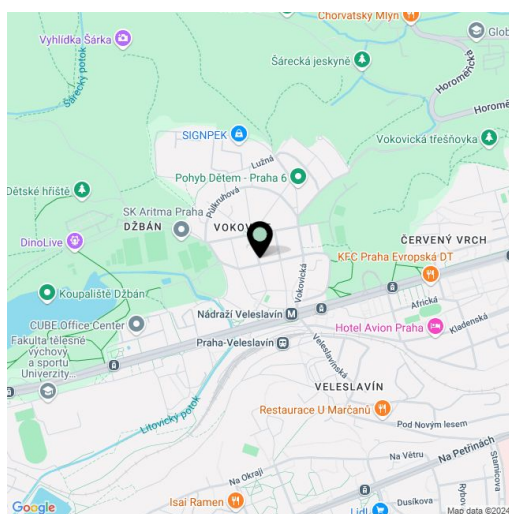 Chorvatský Mlýn
Vyhlídka Šárka
Glob
Šárecká jeskyně
Šárecký potok
Horoměřická
Horomě
SIGNPEK
Vokovická třešňovka
Lužná
Pohyb Dětem - Praha 6
Dětské hřiště
Půlkruhová
SK Aritma Praha
DŽBÁN
VOKOV
ČERVENÝ VRCH
DinoLive
KFC Praha Evropská DT
Vokovická
Koupaliště Džbán
Africká
Nádraží Veleslavín
CUBE Office Center
Hotel Avion Praha
Kladenská
Fakulta tělesné
výchovy
a sportu
Univerzity...
Praha-Veleslavín
Veleslavínská
VELESLAVÍN
Litovický potok
Restaurace U Marčanů
Pod Novým lesem
Na Větru
Na Petřinách
Na Okraji
Stamicova
Isai Ramen
Dusíkova
Rybo
Lidl
Google
Map data ©2024